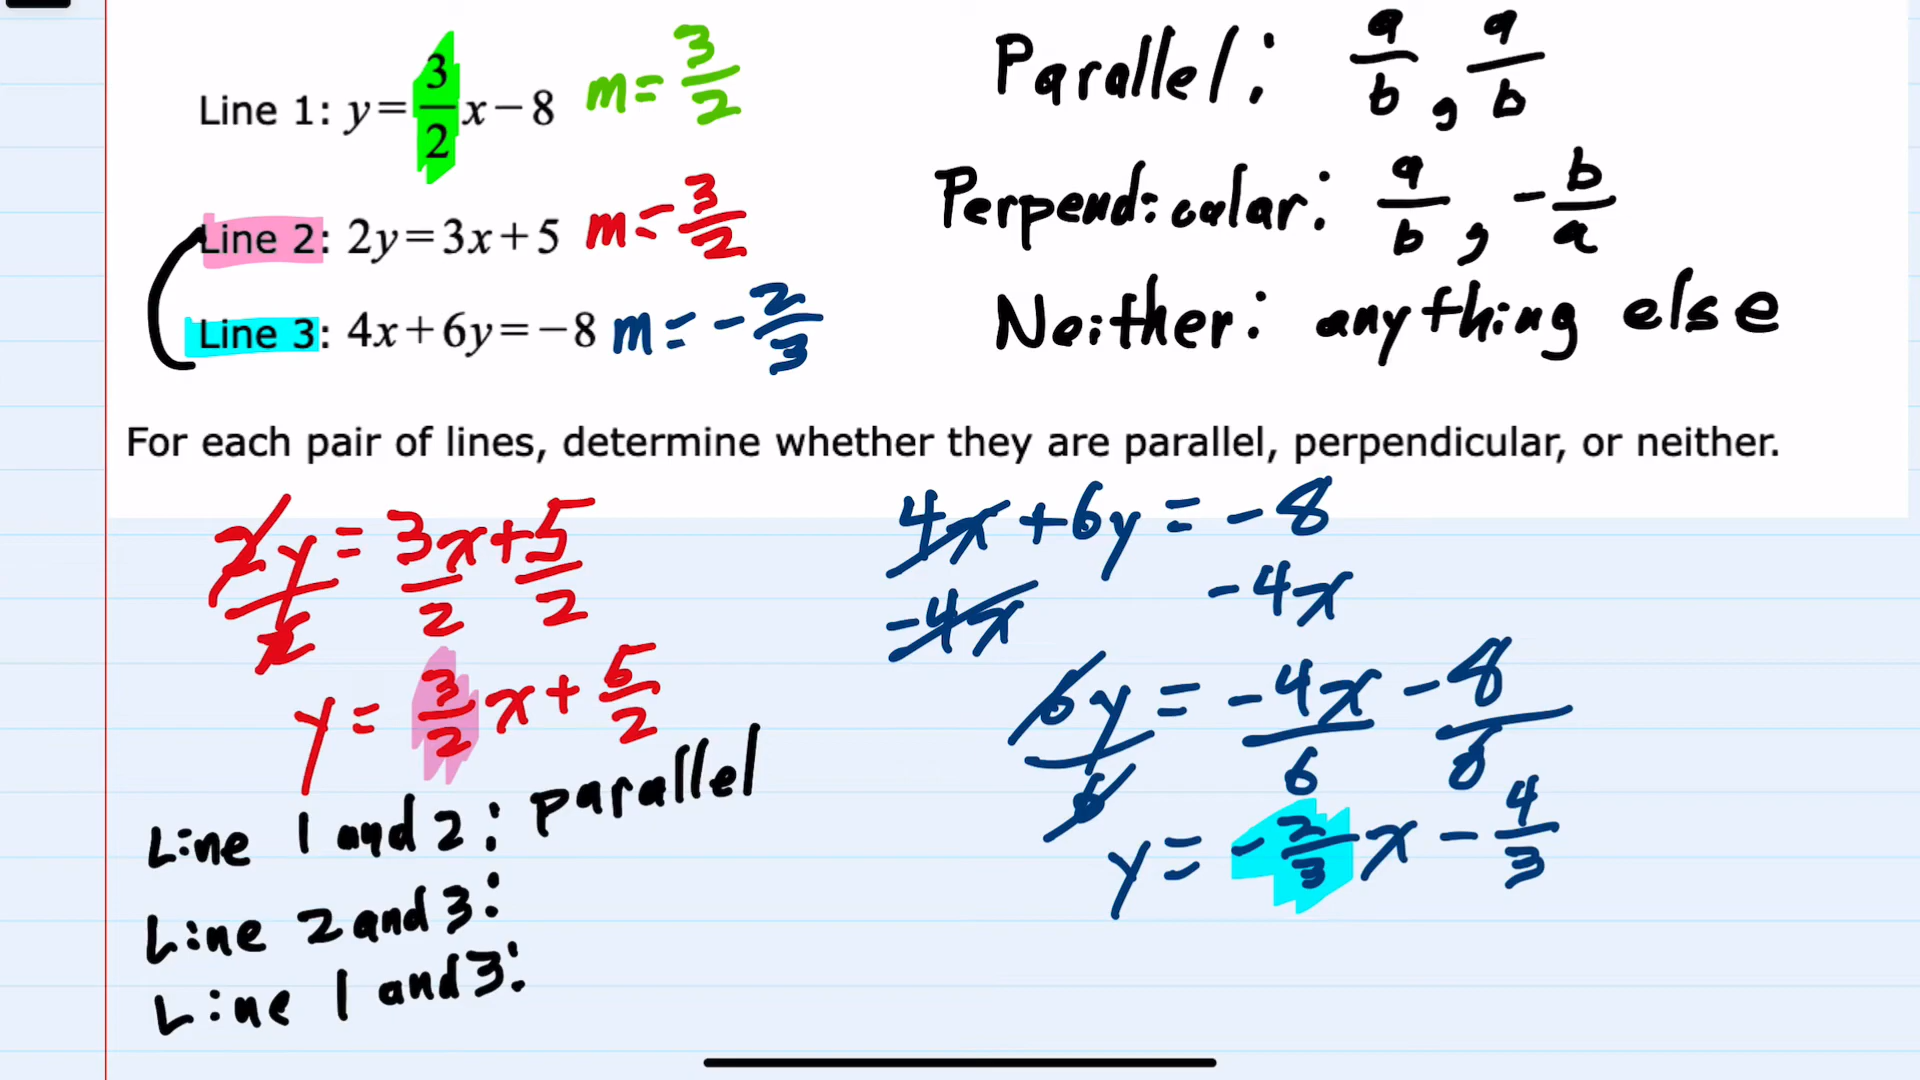 Line 1: y = 3/2 x − 8 m = 3/2
Line 2: 2y = 3x + 5 m = 3/2
Line 3: 4x + 6y = −8 m = − 2/3
Parallel: a/b , a/b
Perpendicular: a/b , − b/a
Neither: anything else
For each pair of lines, determine whether they are parallel, perpendicular, or neither.
2y/2 = 3x/2 + 5/2
y = 3/2 x + 5/2
4x + 6y = −8
−4x −4x
6y/6 = −4x/6 − 8/6
y = − 2/3 x − 4/3
Line 1 and 2: parallel
Line 2 and 3:
Line 1 and 3: